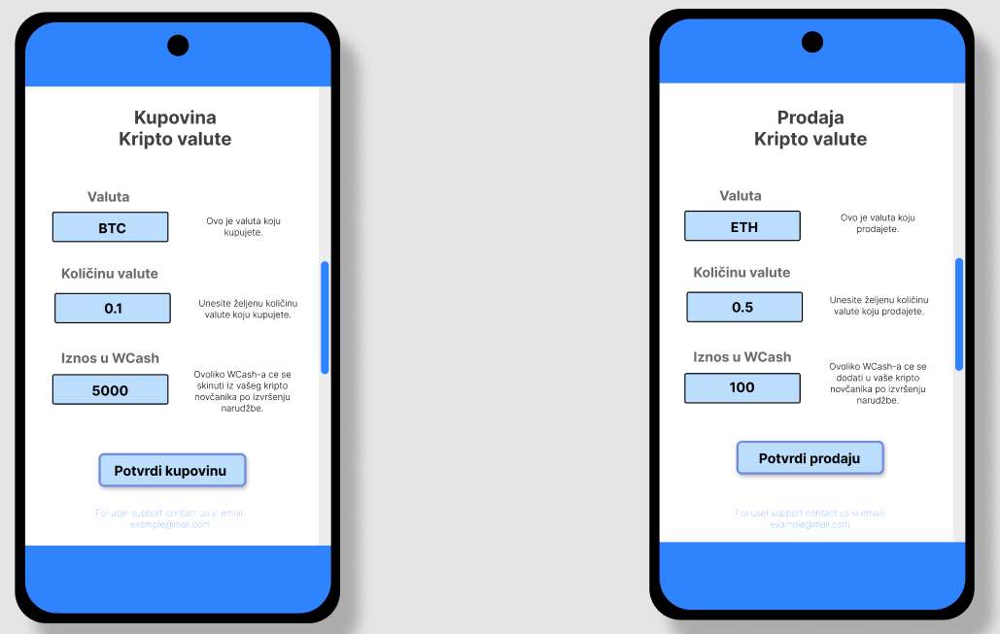 Kupovina
Kripto valute
Valuta
BTC
Ovo je valuta koju
kupujete.
Količinu valute
0.1
Unesite željenu količinu
valute koju kupujete.
Iznos u WCash
5000
Ovoliko WCash-a ce se
skinuti iz vašeg kripto
novčanika po izvršenju
narudžbe.
Potvrdi kupovinu
For user support contact us vi email
example@mail.com
Prodaja
Kripto valute
Valuta
ETH
Ovo je valuta koju
prodajete.
Količinu valute
0.5
Unesite željenu količinu
valute koju prodajete.
Iznos u WCash
100
Ovoliko WCash-a ce se
dodati u vaše kripto
novčanika po izvršenju
narudžbe.
Potvrdi prodaju
For user support contact us vi email
example@mail.com